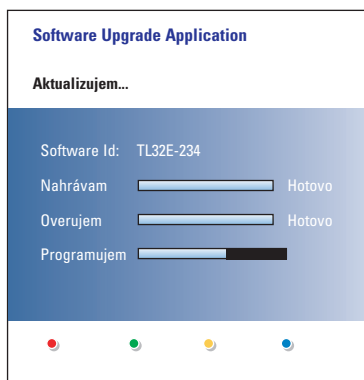 Software Upgrade Application
Aktualizujem...
Software Id: TL32E-234
Nahrávam Hotovo
Overujem Hotovo
Programujem